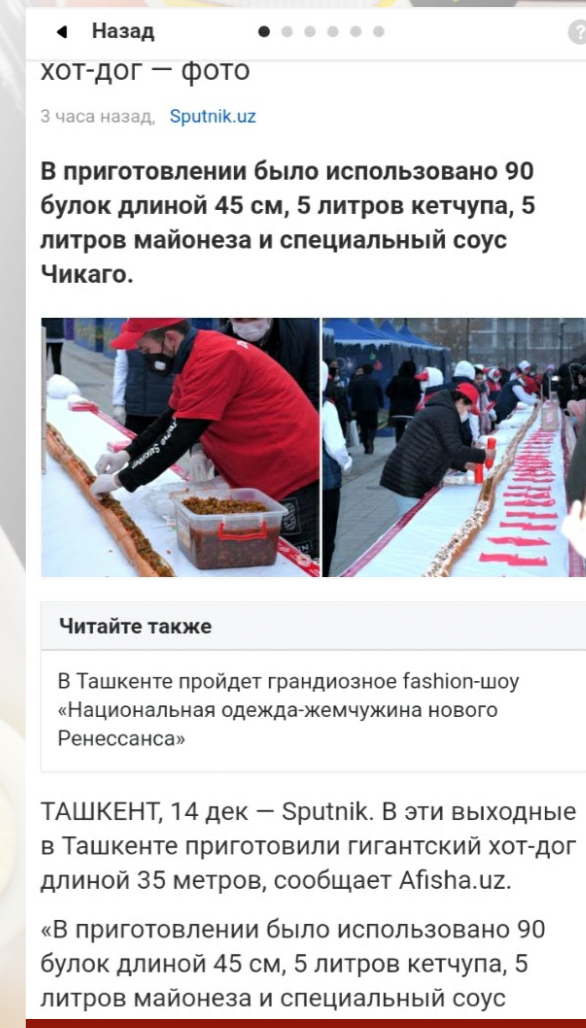 Назад
хот-дог — фото
3 часа назад, Sputnik.uz
В приготовлении было использовано 90
булок длиной 45 см, 5 литров кетчупа, 5
литров майонеза и специальный соус
Чикаго.
Читайте также
В Ташкенте пройдет грандиозное fashion-шоу
«Национальная одежда-жемчужина нового
Ренессанса»
ТАШКЕНТ, 14 дек — Sputnik. В эти выходные
в Ташкенте приготовили гигантский хот-дог
длиной 35 метров, сообщает Afisha.uz.
«В приготовлении было использовано 90
булок длиной 45 см, 5 литров кетчупа, 5
литров майонеза и специальный соус